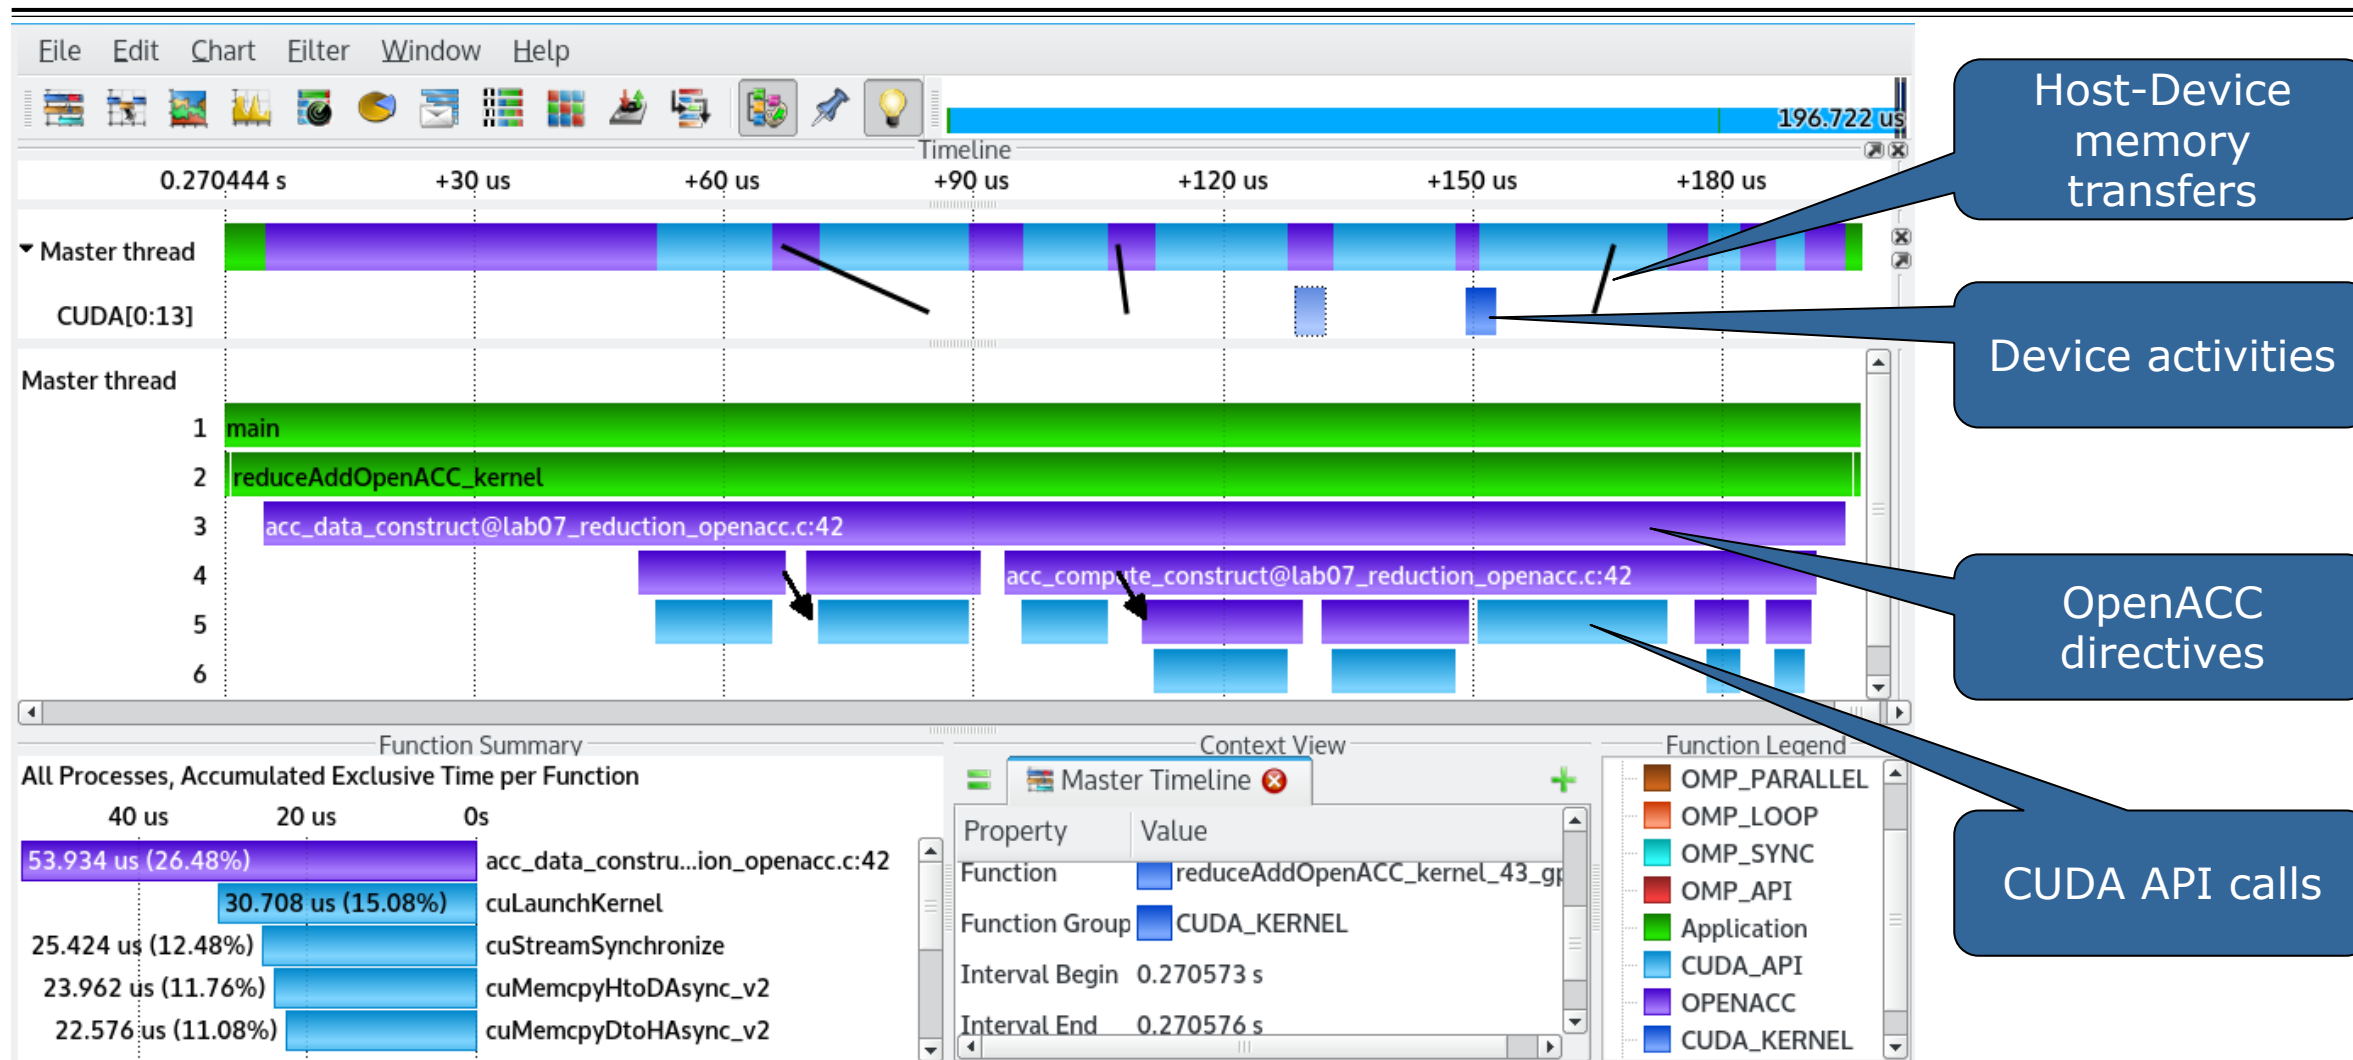 File Edit Chart Filter Window Help
196.722 us
Timeline
0.270444 s +30 us +60 us +90 us +120 us +150 us +180 us
Master thread
CUDA[0:13]
Master thread
1 main
2 reduceAddOpenACC_kernel
3 acc_data_construct@lab07_reduction_openacc.c:42
4 acc_compute_construct@lab07_reduction_openacc.c:42
5
6
Host-Device
memory
transfers
Device activities
OpenACC
directives
CUDA API calls
Function Summary
All Processes, Accumulated Exclusive Time per Function
40 us 20 us 0s
53.934 us (26.48%) acc_data_constru...ion_openacc.c:42
30.708 us (15.08%) cuLaunchKernel
25.424 us (12.48%) cuStreamSynchronize
23.962 us (11.76%) cuMemcpyHtoDAsync_v2
22.576 us (11.08%) cuMemcpyDtoHAsync_v2
Context View
Master Timeline
Property Value
Function reduceAddOpenACC_kernel_43_gp
Function Group CUDA_KERNEL
Interval Begin 0.270573 s
Interval End 0.270576 s
Function Legend
OMP_PARALLEL
OMP_LOOP
OMP_SYNC
OMP_API
Application
CUDA_API
OPENACC
CUDA_KERNEL